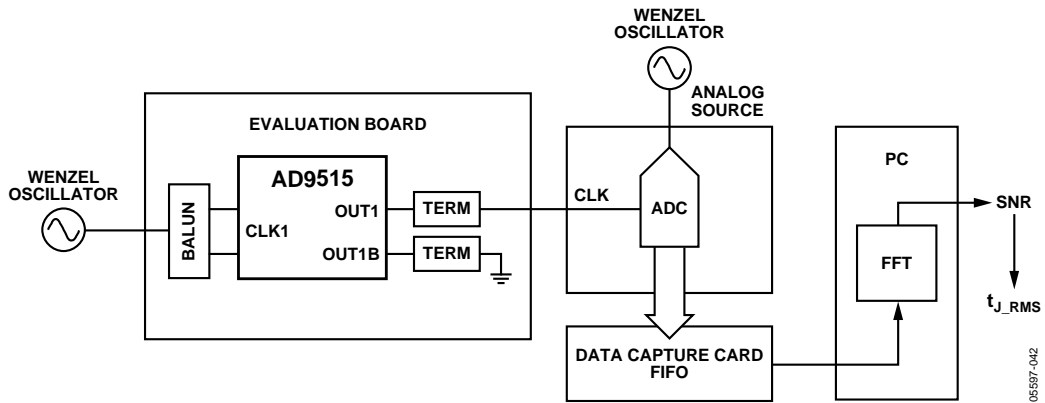 WENZEL
OSCILLATOR
ANALOG
SOURCE
EVALUATION BOARD
PC
WENZEL
OSCILLATOR
BALUN
AD9515
CLK1
OUT1
OUT1B
TERM
TERM
CLK
ADC
SNR
FFT
tJ_RMS
DATA CAPTURE CARD
FIFO
05597-042